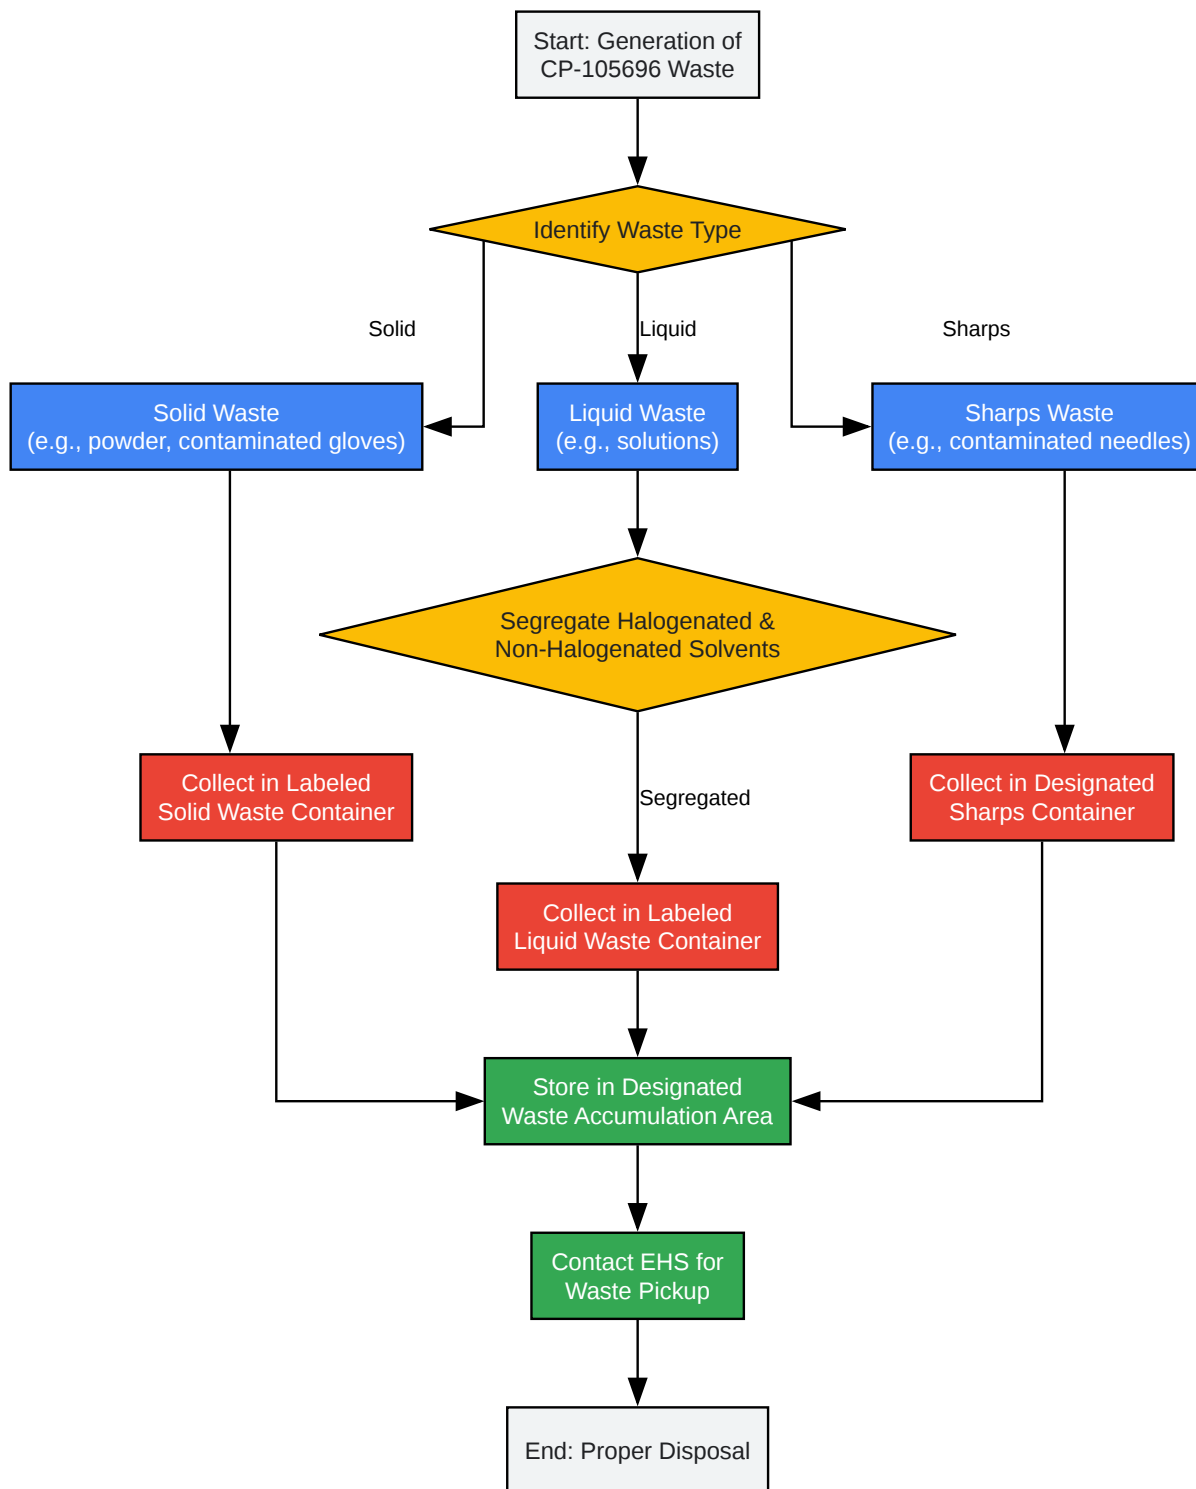 Start: Generation of
CP-105696 Waste
Identify Waste Type
Solid
Liquid
Sharps
Solid Waste
(e.g., powder, contaminated gloves)
Liquid Waste
(e.g., solutions)
Sharps Waste
(e.g., contaminated needles)
Segregate Halogenated &
Non-Halogenated Solvents
Collect in Labeled
Solid Waste Container
Segregated
Collect in Designated
Sharps Container
Collect in Labeled
Liquid Waste Container
Store in Designated
Waste Accumulation Area
Contact EHS for
Waste Pickup
End: Proper Disposal